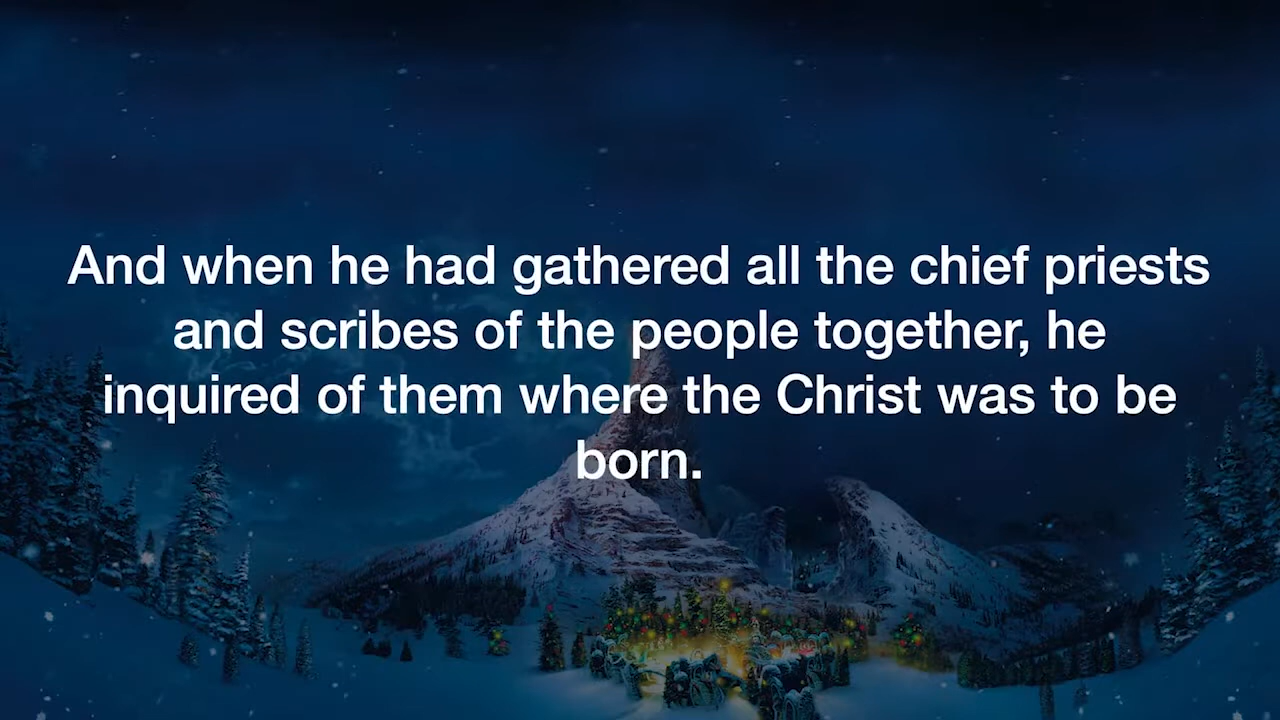 And when he had gathered all the chief priests
and scribes of the people together, he
inquired of them where the Christ was to be
born.